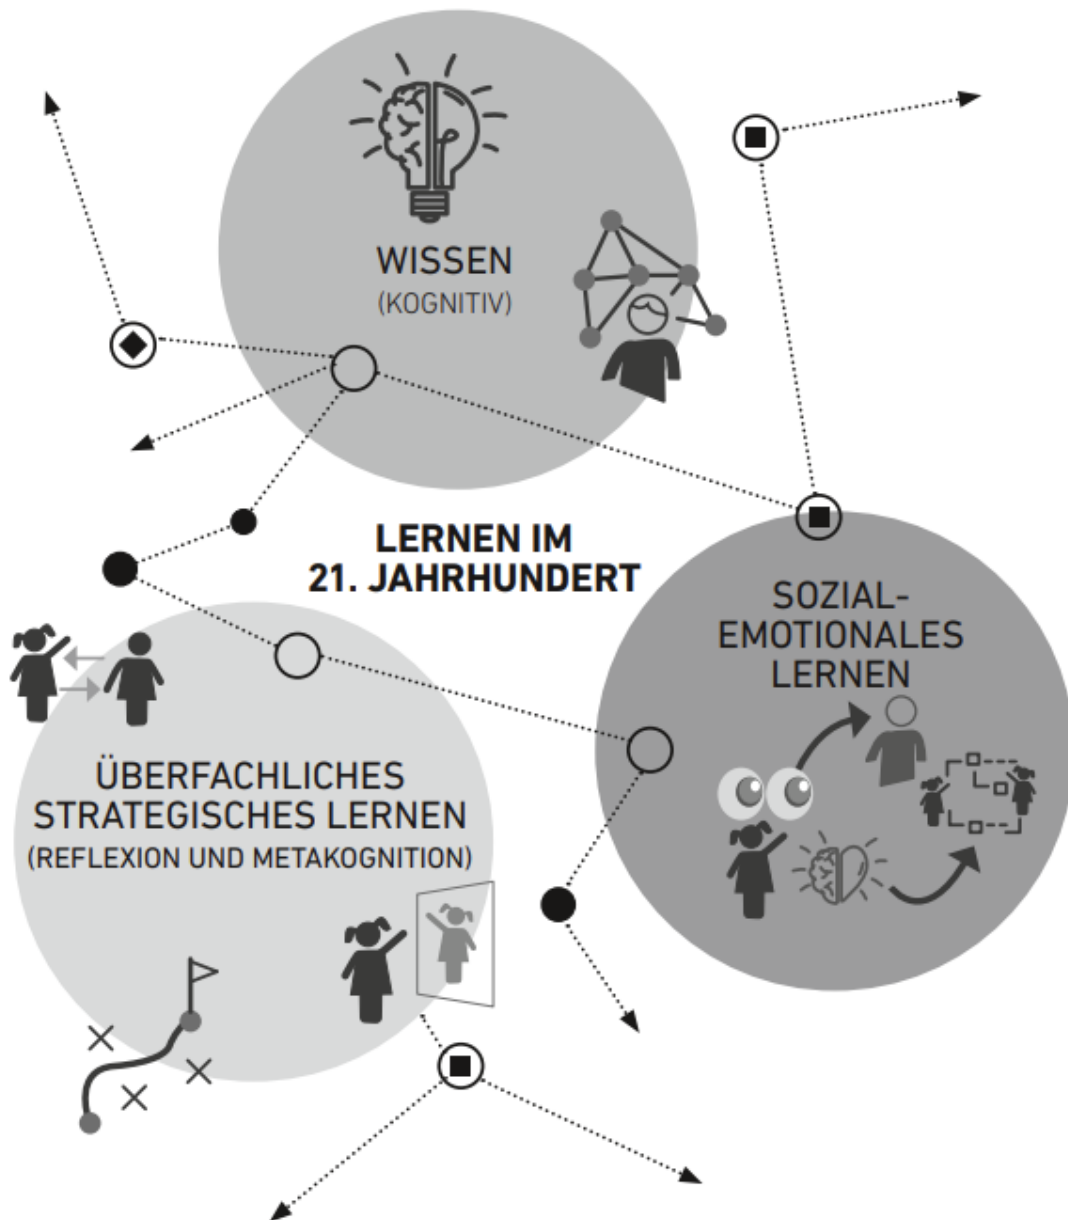 WISSEN
(KOGNITIV)
LERNEN IM
21. JAHRHUNDERT
SOZIAL-
EMOTIONALES
LERNEN
ÜBERFACHLICHES
STRATEGISCHES LERNEN
(REFLEXION UND METAKOGNITION)